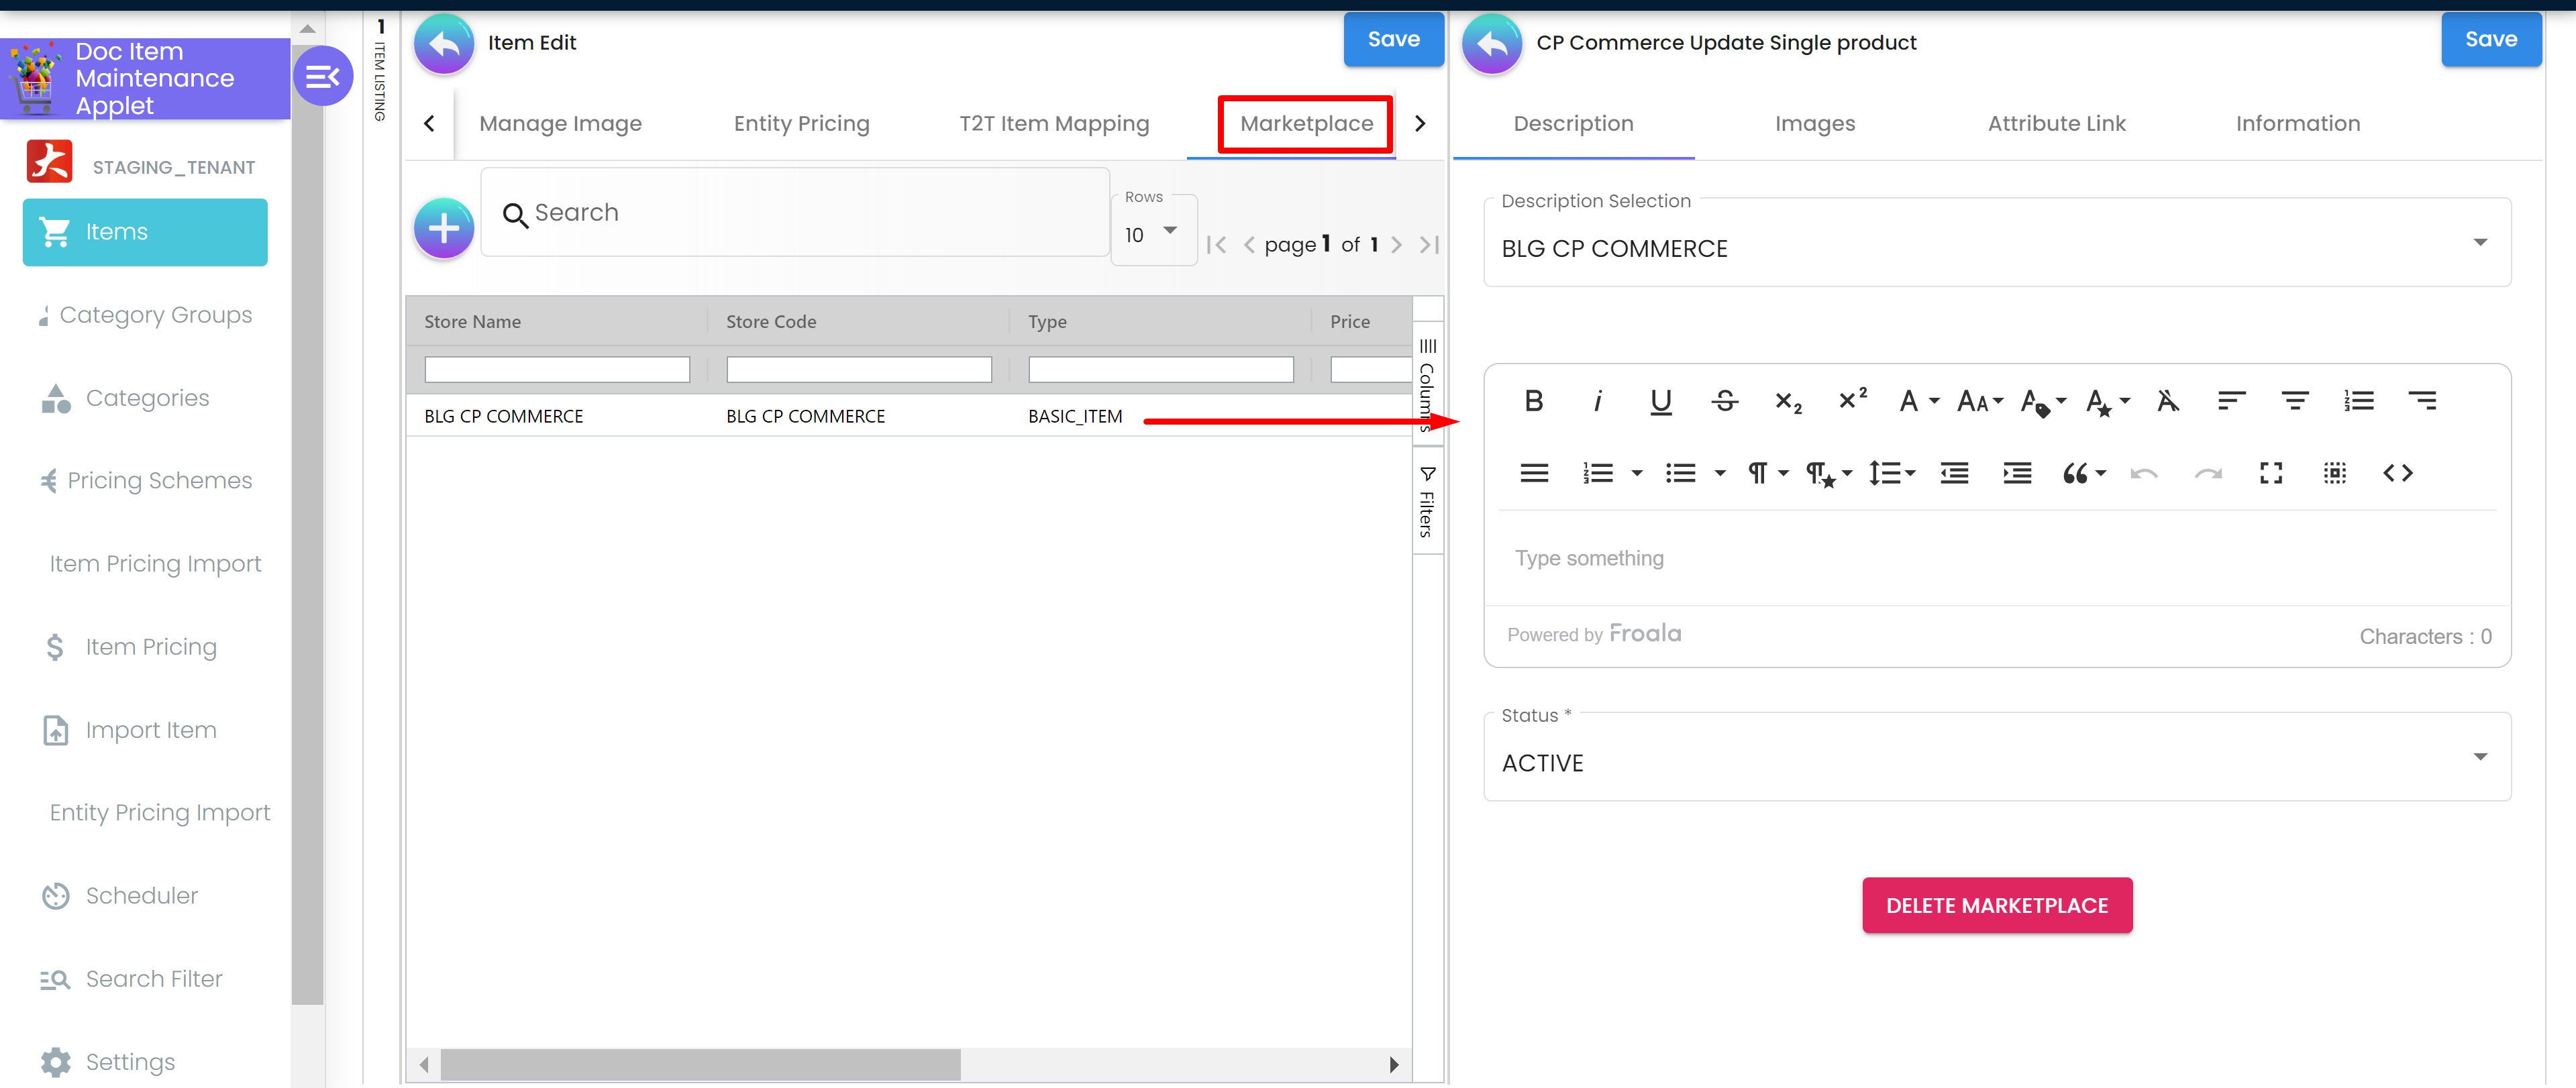 Doc Item
Maintenance
Applet
STAGING_TENANT
Items
Category Groups
Categories
Pricing Schemes
Item Pricing Import
Item Pricing
Import Item
Entity Pricing Import
Scheduler
Search Filter
Settings
1
ITEM LISTING
Item Edit
Save
Manage Image
Entity Pricing
T2T Item Mapping
Marketplace
Search
Rows
10
page 1 of 1
Store Name
Store Code
Type
Price
BLG CP COMMERCE
BLG CP COMMERCE
BASIC_ITEM
Columns
Filters
CP Commerce Update Single product
Save
Description
Images
Attribute Link
Information
Description Selection
BLG CP COMMERCE
Type something
Powered by Froala
Characters : 0
Status *
ACTIVE
DELETE MARKETPLACE